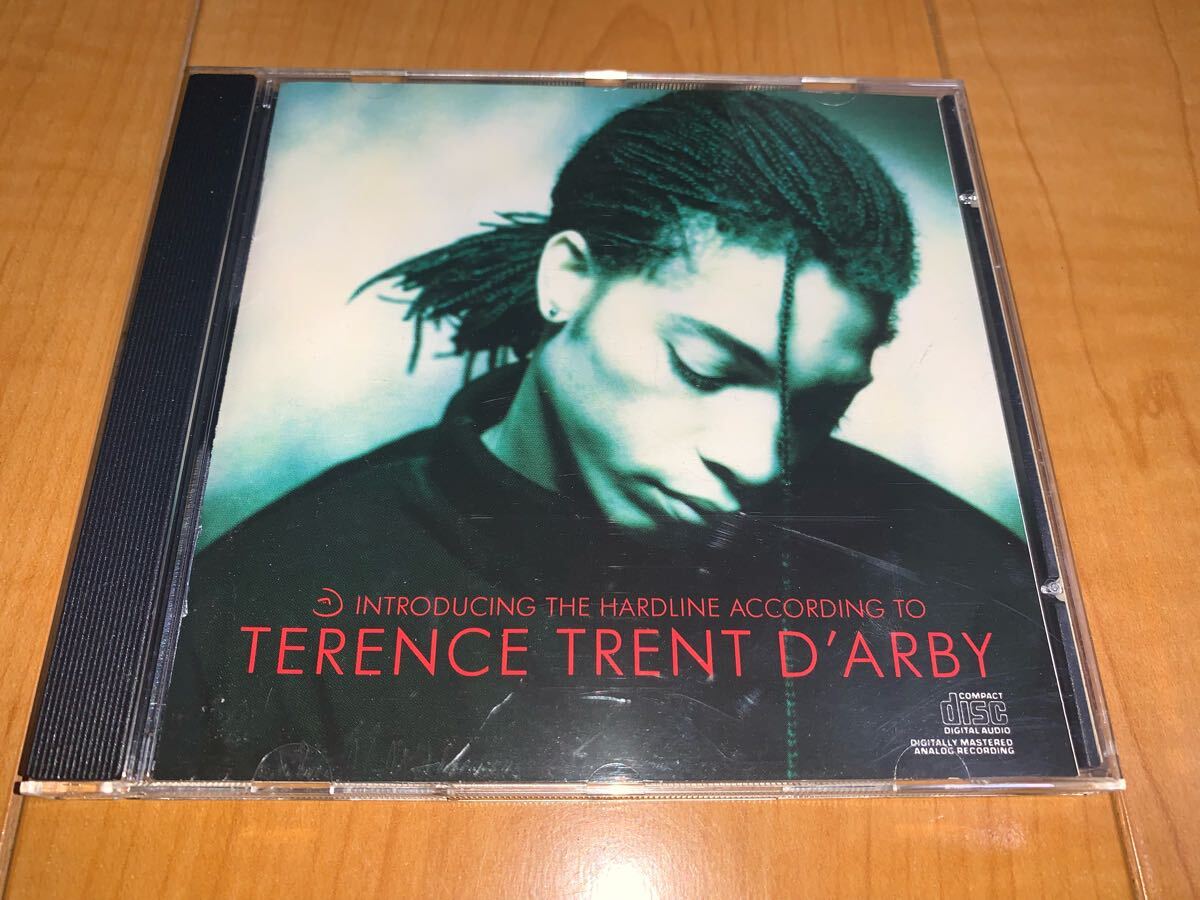 INTRODUCING THE HARDLINE ACCORDING TO
TERENCE TRENT D'ARBY
COMPACT
disc
DIGITAL AUDIO
DIGITALLY MASTERED
ANALOG RECORDING